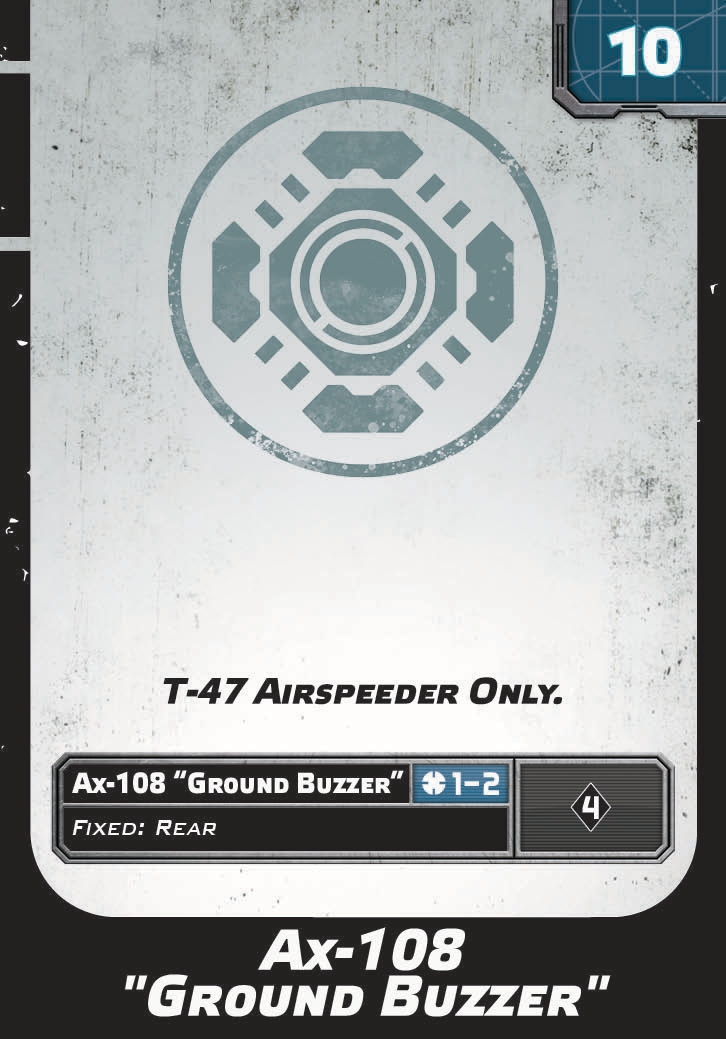 10
T-47 Airspeeder Only.
Ax-108 “Ground Buzzer” 1–2
4
Fixed: Rear
Ax-108
"Ground Buzzer"